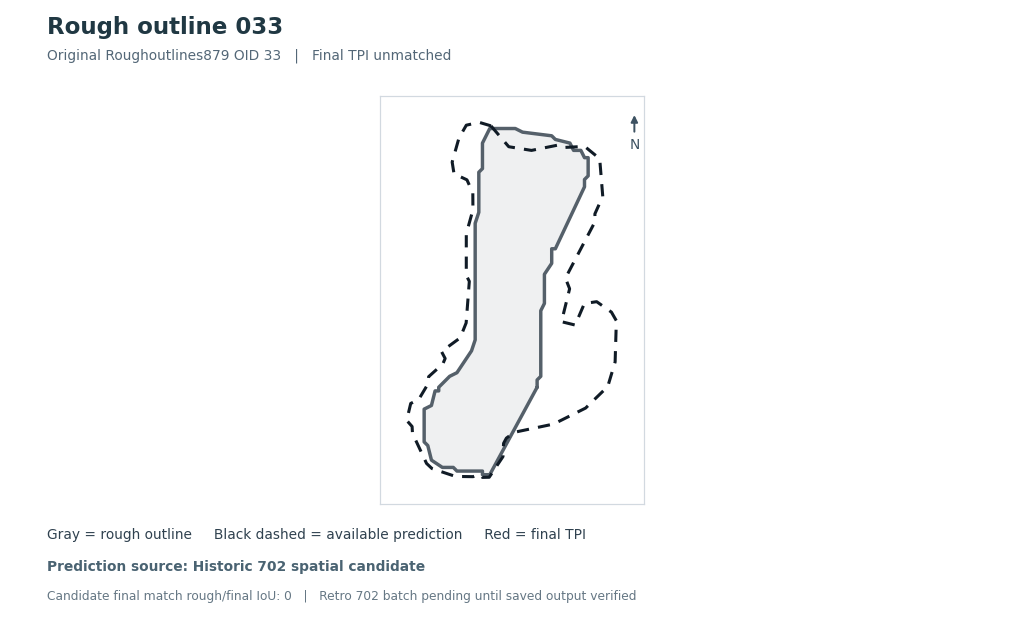 Rough outline 033
Original Roughoutlines879 OID 33   |   Final TPI unmatched
N
Gray = rough outline     Black dashed = available prediction     Red = final TPI
Prediction source: Historic 702 spatial candidate
Candidate final match rough/final IoU: 0   |   Retro 702 batch pending until saved output verified